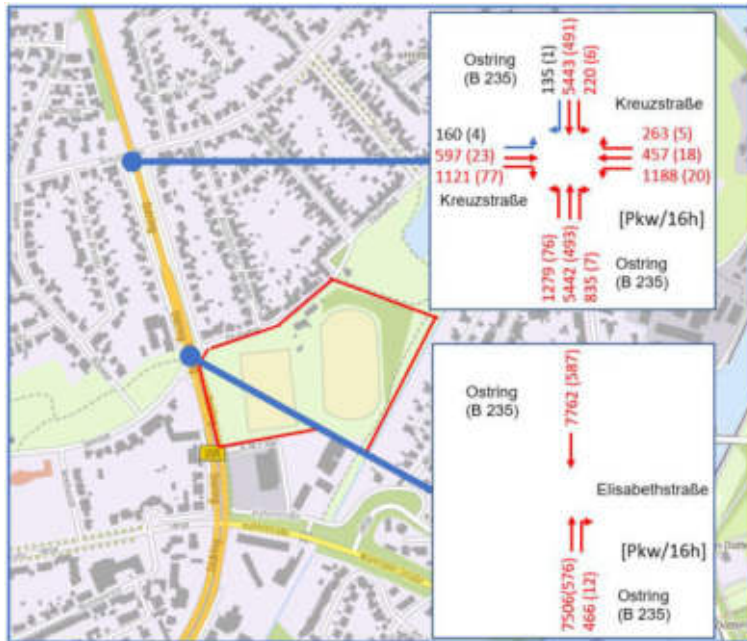 Ostring
(B 235)
135 (1)
5443 (491)
220 (6)
Kreuzstraße
160 (4)
597 (23)
1121 (77)
263 (5)
457 (18)
1188 (20)
Kreuzstraße
[Pkw/16h]
1279 (76)
5442 (493)
835 (7)
Ostring
(B 235)
Ostring
(B 235)
7762 (587)
Elisabethstraße
[Pkw/16h]
7506(576)
466 (12)
Ostring
(B 235)